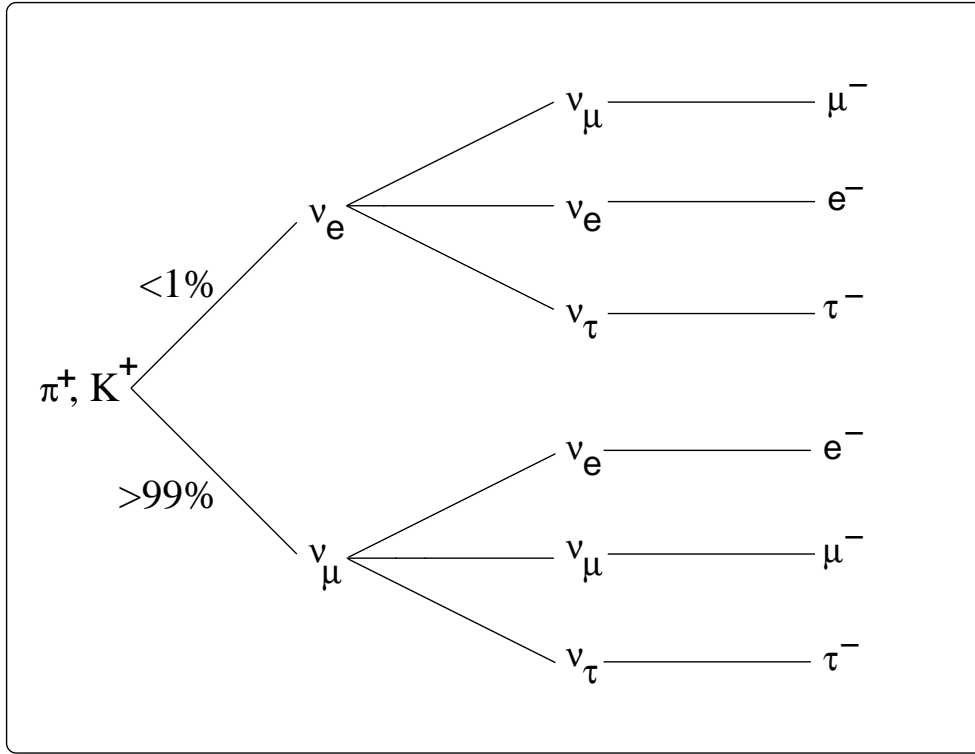 ν_μ μ⁻
ν_e ν_e e⁻
<1%
ν_τ τ⁻
π⁺, K⁺
ν_e e⁻
>99%
ν_μ ν_μ μ⁻
ν_τ τ⁻